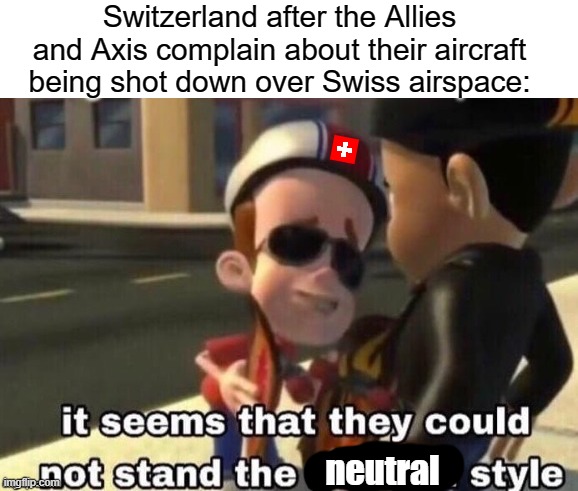 Switzerland after the Allies
and Axis complain about their aircraft
being shot down over Swiss airspace:
it seems that they could
not stand the neutral style
imgflip.com